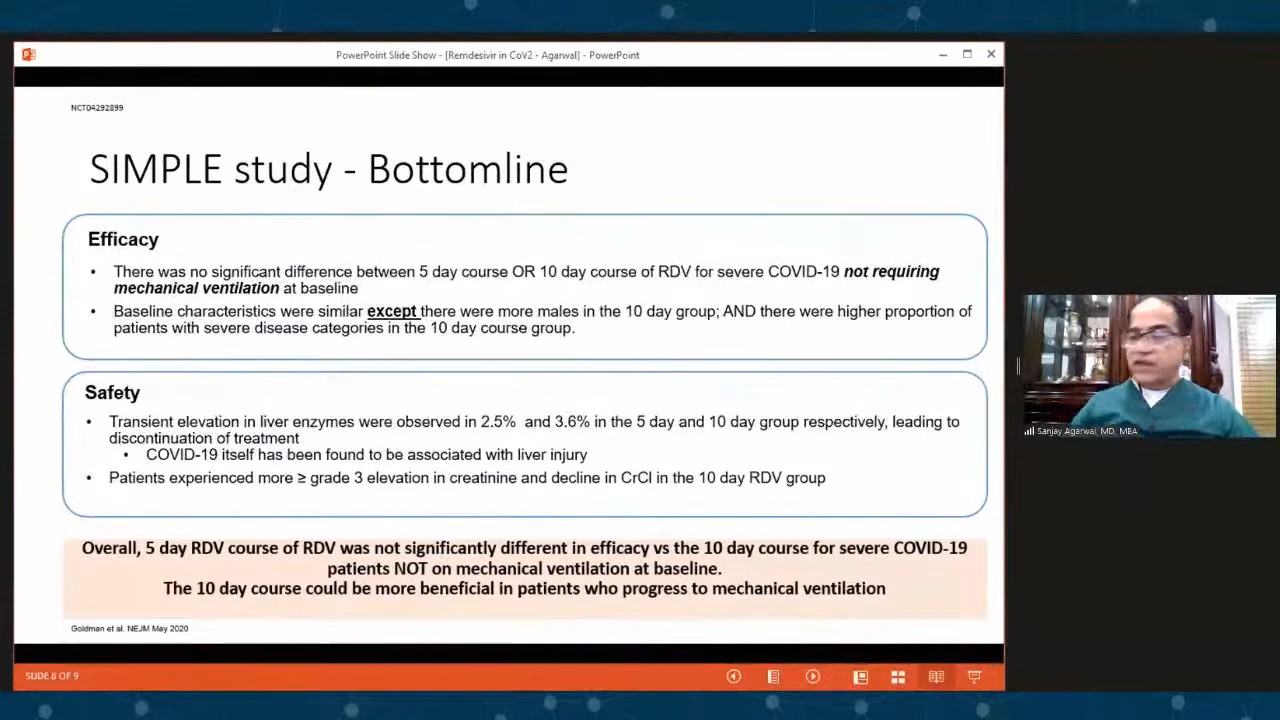 PowerPoint Slide Show - [Remdesivir in CoV2 - Agarwal] - PowerPoint
NCT04292899
SIMPLE study - Bottomline
Efficacy
• There was no significant difference between 5 day course OR 10 day course of RDV for severe COVID-19 not requiring
mechanical ventilation at baseline
• Baseline characteristics were similar except there were more males in the 10 day group; AND there were higher proportion of
patients with severe disease categories in the 10 day course group.
Safety
• Transient elevation in liver enzymes were observed in 2.5% and 3.6% in the 5 day and 10 day group respectively, leading to
discontinuation of treatment
• COVID-19 itself has been found to be associated with liver injury
• Patients experienced more ≥ grade 3 elevation in creatinine and decline in CrCl in the 10 day RDV group
Overall, 5 day RDV course of RDV was not significantly different in efficacy vs the 10 day course for severe COVID-19
patients NOT on mechanical ventilation at baseline.
The 10 day course could be more beneficial in patients who progress to mechanical ventilation
Goldman et al. NEJM May 2020
SLIDE 8 OF 9
Sanjay Agarwal, MD, MBA